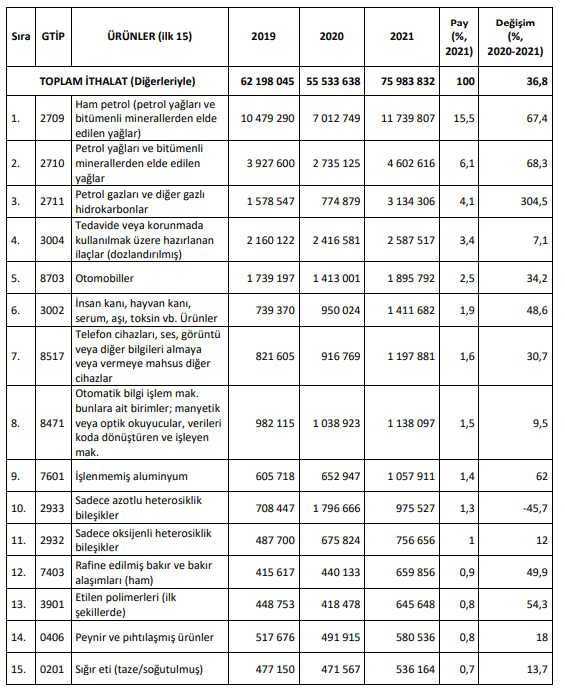 Sıra GTİP ÜRÜNLER (ilk 15) 2019 2020 2021 Pay (%, 2021) Değişim (%, 2020-2021)
TOPLAM İTHALAT (Diğerleriyle) 62 198 045 55 533 638 75 983 832 100 36,8
1. 2709 Ham petrol (petrol yağları ve
bitümenli minerallerden elde
edilen yağlar) 10 479 290 7 012 749 11 739 807 15,5 67,4
2. 2710 Petrol yağları ve bitümenli
minerallerden elde edilen
yağlar 3 927 600 2 735 125 4 602 616 6,1 68,3
3. 2711 Petrol gazları ve diğer gazlı
hidrokarbonlar 1 578 547 774 879 3 134 306 4,1 304,5
4. 3004 Tedavide veya korunmada
kullanılmak üzere hazırlanan
ilaçlar (dozlandırılmış) 2 160 122 2 416 581 2 587 517 3,4 7,1
5. 8703 Otomobiller 1 739 197 1 413 001 1 895 792 2,5 34,2
6. 3002 İnsan kanı, hayvan kanı,
serum, aşı, toksin vb. Ürünler 739 370 950 024 1 411 682 1,9 48,6
7. 8517 Telefon cihazları, ses, görüntü
veya diğer bilgileri almaya
veya vermeye mahsus diğer
cihazlar 821 605 916 769 1 197 881 1,6 30,7
8. 8471 Otomatik bilgi işlem mak.
bunlara ait birimler; manyetik
veya optik okuyucular, verileri
koda dönüştüren ve işleyen
mak. 982 115 1 038 923 1 138 097 1,5 9,5
9. 7601 İşlenmemiş aluminyum 605 718 652 947 1 057 911 1,4 62
10. 2933 Sadece azotlu heterosiklik
bileşikler 708 447 1 796 666 975 527 1,3 -45,7
11. 2932 Sadece oksijenli heterosiklik
bileşikler 487 700 675 824 756 656 1 12
12. 7403 Rafine edilmiş bakır ve bakır
alaşımları (ham) 415 617 440 133 659 856 0,9 49,9
13. 3901 Etilen polimerleri (ilk
şekillerde) 448 753 418 478 645 648 0,8 54,3
14. 0406 Peynir ve pıhtılaşmış ürünler 517 676 491 915 580 536 0,8 18
15. 0201 Sığır eti (taze/soğutulmuş) 477 150 471 567 536 164 0,7 13,7